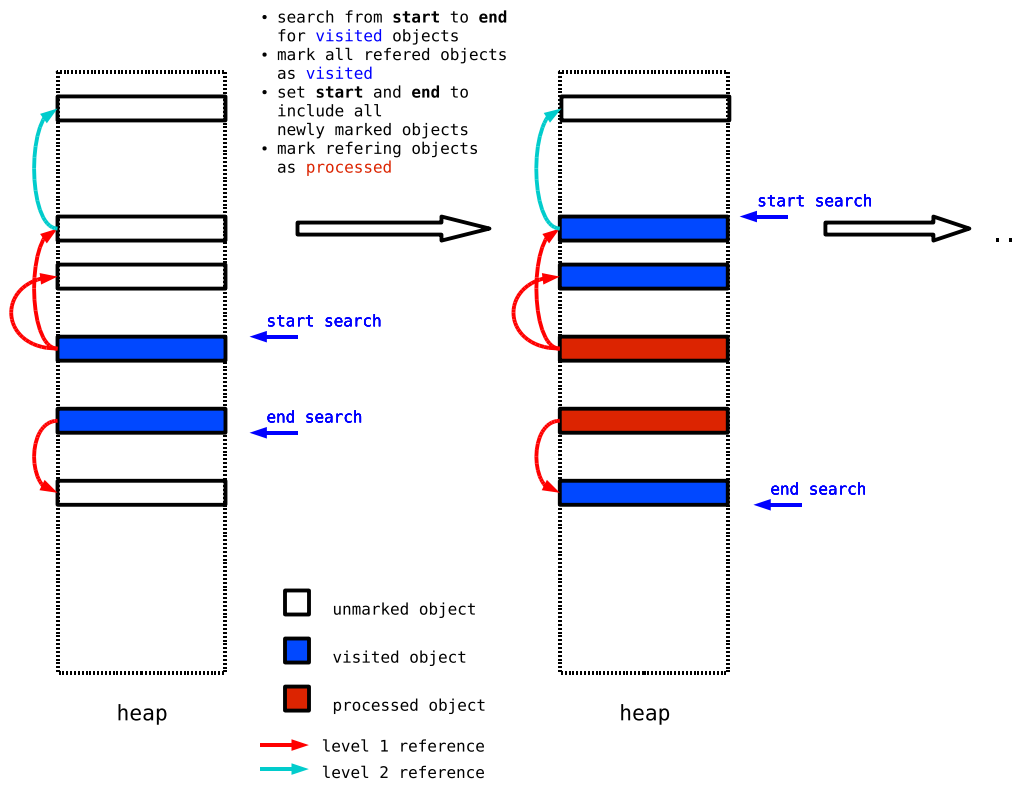 • search from start to end
for visited objects
• mark all refered objects
as visited
• set start and end to
include all
newly marked objects
• mark refering objects
as processed
start search
start search
end search
end search
unmarked object
visited object
processed object
heap
heap
level 1 reference
level 2 reference
..